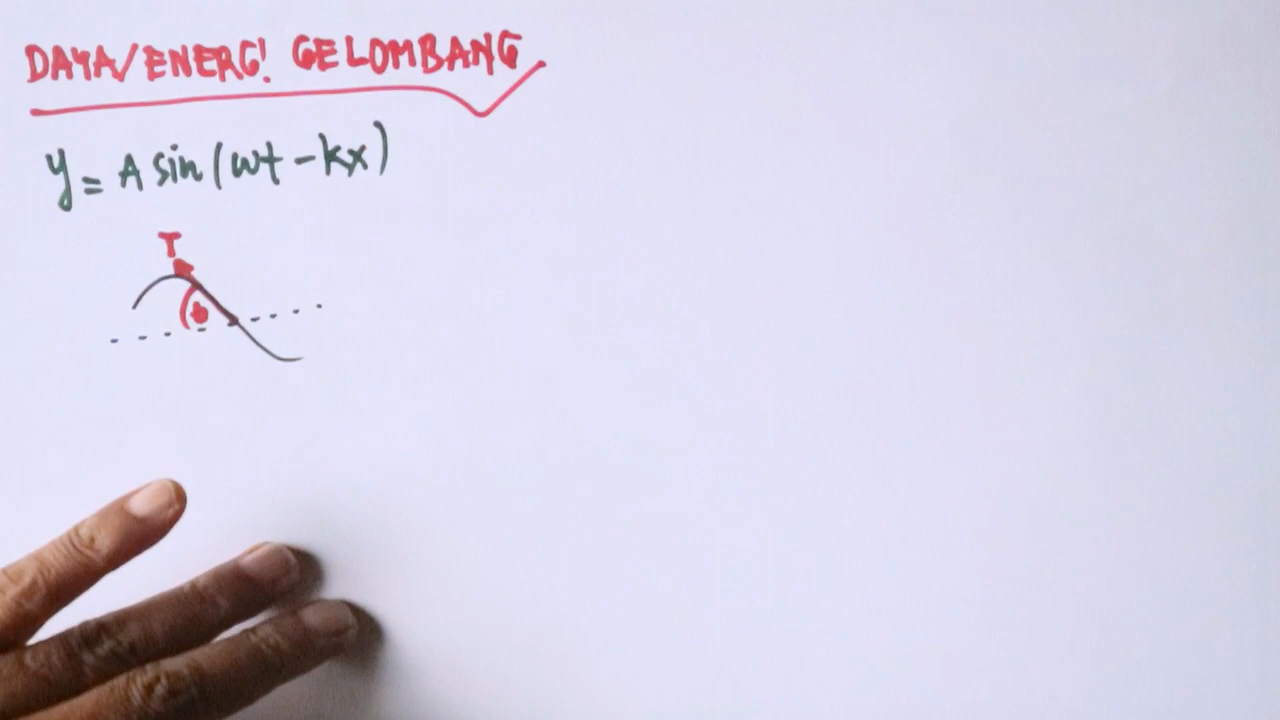 DAYA/ENERGI GELOMBANG
y = A sin (ωt - kx)
T
θ